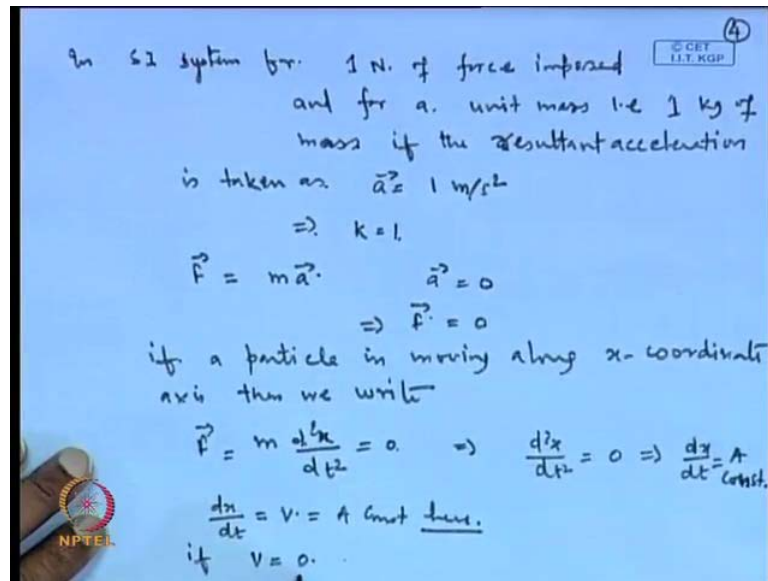 ④
© CET
I.I.T. KGP
In SI system for. 1 N. of force imposed
and for a. unit mass i.e 1 kg of
mass if the resultant acceleration
is taken as. a⃗ = 1 m/s²
=> k = 1.
F⃗ = m a⃗. a⃗ = 0
=> F⃗. = 0
if a particle is moving along x-coordinate
axis then we write
F⃗ = m d²x/dt² = 0. => d²x/dt² = 0 => dx/dt = A const.
dx/dt = V. = A const here.
if V = 0.
NPTEL